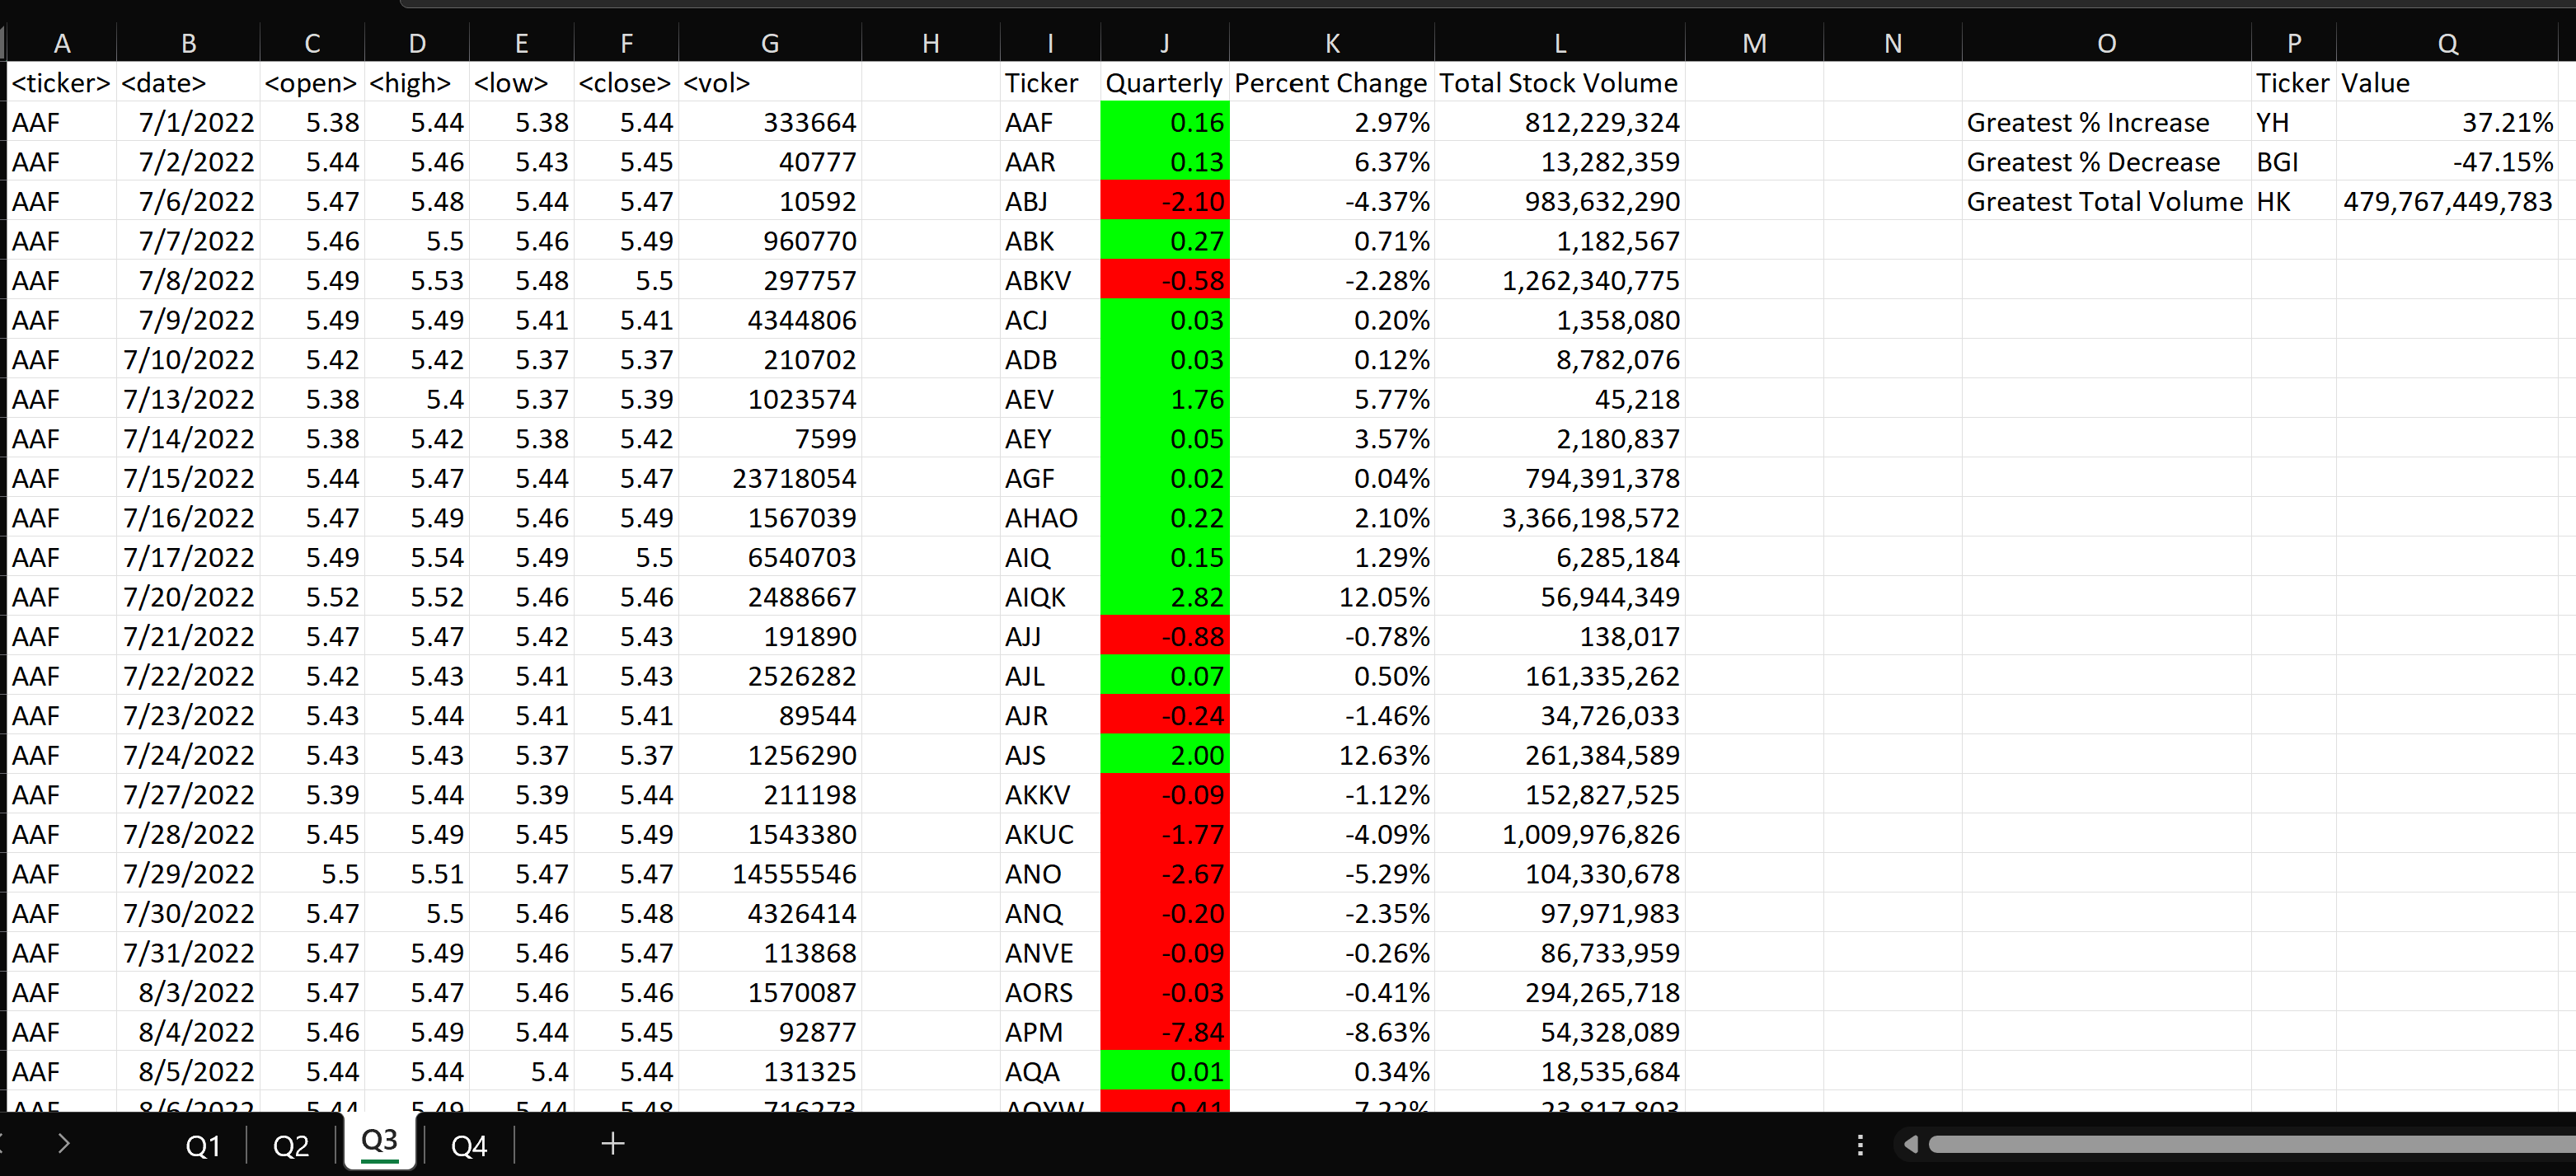 A B C D E F G H I J K L M N O P Q
<ticker> <date> <open> <high> <low> <close> <vol> Ticker Quarterly Percent Change Total Stock Volume Ticker Value
AAF 7/1/2022 5.38 5.44 5.38 5.44 333664 AAF 0.16 2.97% 812,229,324 Greatest % Increase YH 37.21%
AAF 7/2/2022 5.44 5.46 5.43 5.45 40777 AAR 0.13 6.37% 13,282,359 Greatest % Decrease BGI -47.15%
AAF 7/6/2022 5.47 5.48 5.44 5.47 10592 ABJ -2.10 -4.37% 983,632,290 Greatest Total Volume HK 479,767,449,783
AAF 7/7/2022 5.46 5.5 5.46 5.49 960770 ABK 0.27 0.71% 1,182,567
AAF 7/8/2022 5.49 5.53 5.48 5.5 297757 ABKV -0.58 -2.28% 1,262,340,775
AAF 7/9/2022 5.49 5.49 5.41 5.41 4344806 ACJ 0.03 0.20% 1,358,080
AAF 7/10/2022 5.42 5.42 5.37 5.37 210702 ADB 0.03 0.12% 8,782,076
AAF 7/13/2022 5.38 5.4 5.37 5.39 1023574 AEV 1.76 5.77% 45,218
AAF 7/14/2022 5.38 5.42 5.38 5.42 7599 AEY 0.05 3.57% 2,180,837
AAF 7/15/2022 5.44 5.47 5.44 5.47 23718054 AGF 0.02 0.04% 794,391,378
AAF 7/16/2022 5.47 5.49 5.46 5.49 1567039 AHAO 0.22 2.10% 3,366,198,572
AAF 7/17/2022 5.49 5.54 5.49 5.5 6540703 AIQ 0.15 1.29% 6,285,184
AAF 7/20/2022 5.52 5.52 5.46 5.46 2488667 AIQK 2.82 12.05% 56,944,349
AAF 7/21/2022 5.47 5.47 5.42 5.43 191890 AJJ -0.88 -0.78% 138,017
AAF 7/22/2022 5.42 5.43 5.41 5.43 2526282 AJL 0.07 0.50% 161,335,262
AAF 7/23/2022 5.43 5.44 5.41 5.41 89544 AJR -0.24 -1.46% 34,726,033
AAF 7/24/2022 5.43 5.43 5.37 5.37 1256290 AJS 2.00 12.63% 261,384,589
AAF 7/27/2022 5.39 5.44 5.39 5.44 211198 AKKV -0.09 -1.12% 152,827,525
AAF 7/28/2022 5.45 5.49 5.45 5.49 1543380 AKUC -1.77 -4.09% 1,009,976,826
AAF 7/29/2022 5.5 5.51 5.47 5.47 14555546 ANO -2.67 -5.29% 104,330,678
AAF 7/30/2022 5.47 5.5 5.46 5.48 4326414 ANQ -0.20 -2.35% 97,971,983
AAF 7/31/2022 5.47 5.49 5.46 5.47 113868 ANVE -0.09 -0.26% 86,733,959
AAF 8/3/2022 5.47 5.47 5.46 5.46 1570087 AORS -0.03 -0.41% 294,265,718
AAF 8/4/2022 5.46 5.49 5.44 5.45 92877 APM -7.84 -8.63% 54,328,089
AAF 8/5/2022 5.44 5.44 5.4 5.44 131325 AQA 0.01 0.34% 18,535,684
AAF 8/6/2022 5.44 5.49 5.44 5.48 716273
Q1 Q2 Q3 Q4